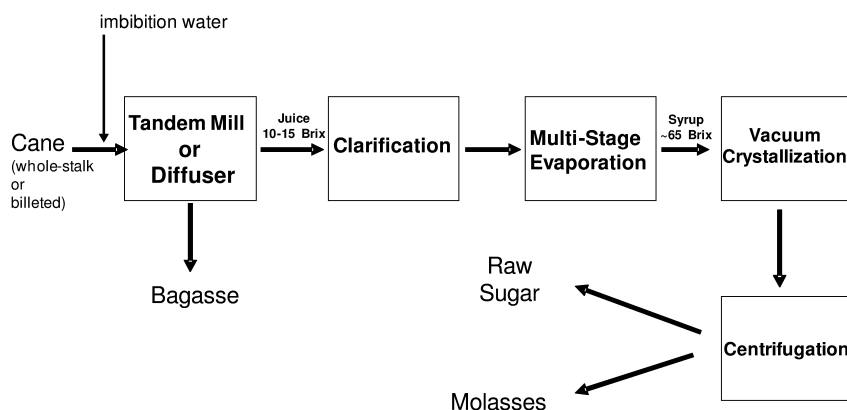 imbibition water
Cane
(whole-stalk
or
billeted)
Tandem Mill
or
Diffuser
Juice
10-15 Brix
Clarification
Multi-Stage
Evaporation
Syrup
~65 Brix
Vacuum
Crystallization
Bagasse
Raw
Sugar
Centrifugation
Molasses